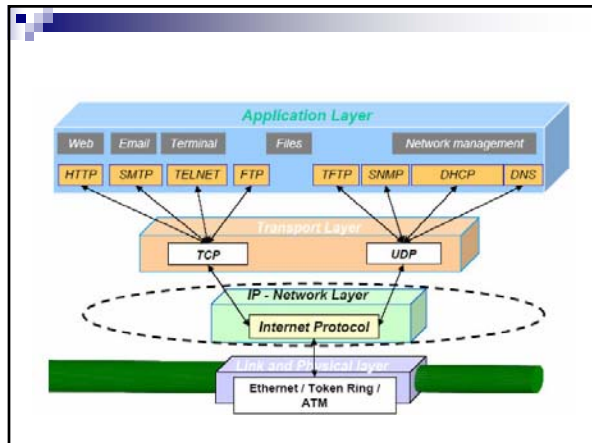 Application Layer
Web Email Terminal Files Network management
HTTP SMTP TELNET FTP TFTP SNMP DHCP DNS
Transport Layer
TCP UDP
IP - Network Layer
Internet Protocol
Link and Physical layer
Ethernet / Token Ring /
ATM